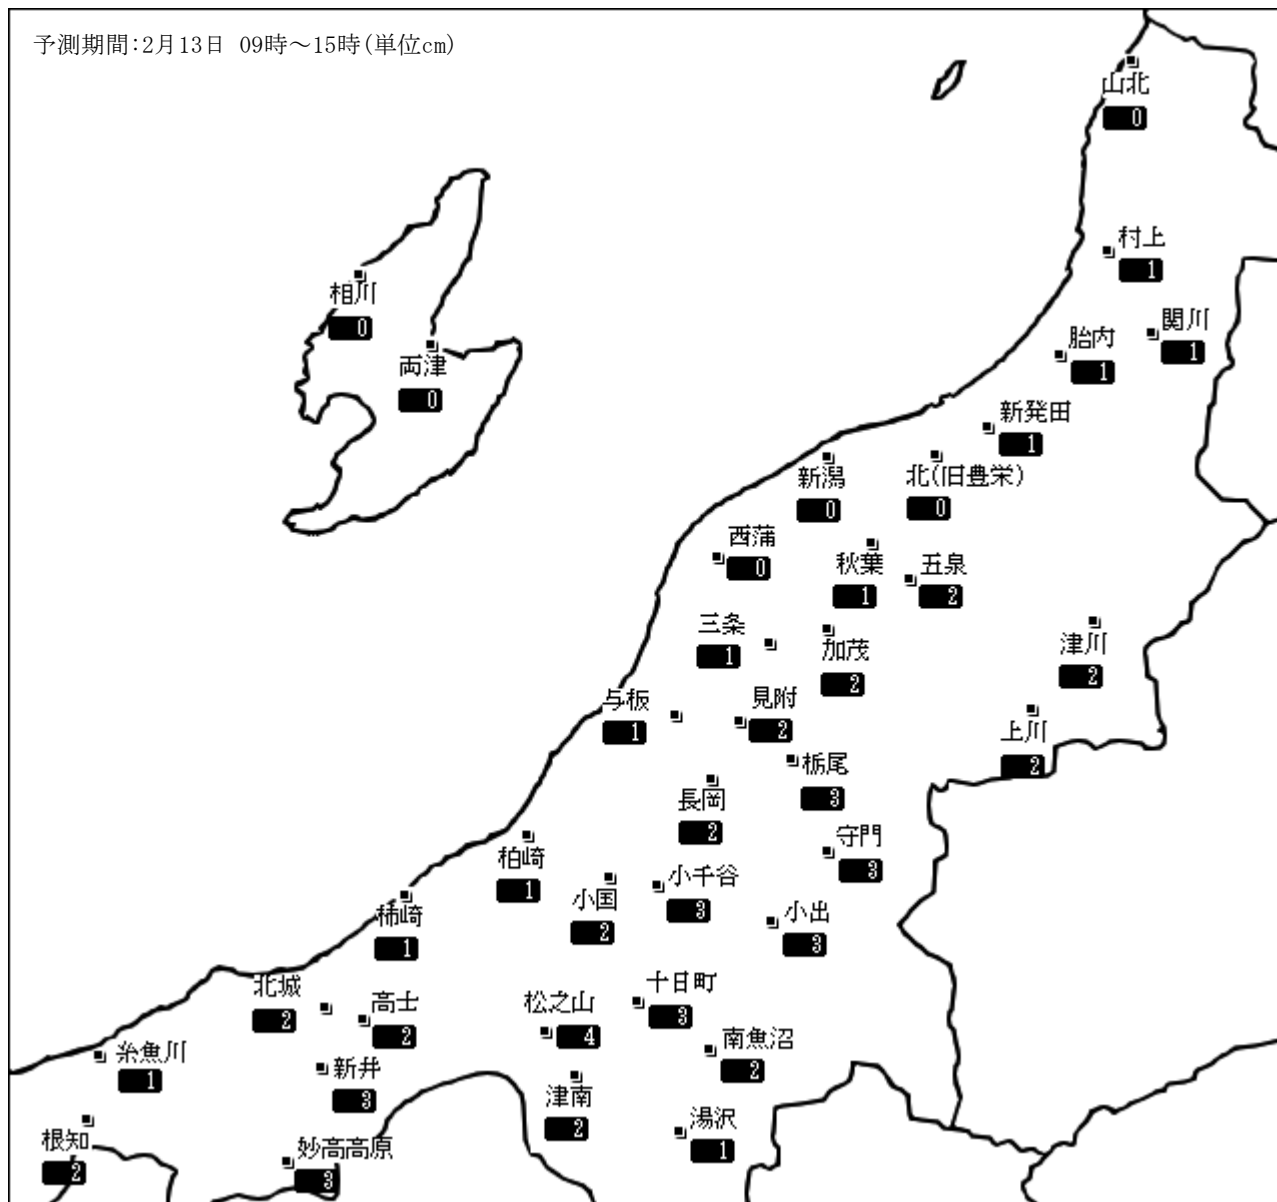 予測期間:2月13日 09時～15時(単位cm)
山北
0
村上
1
相川
0
関川
1
胎内
1
両津
0
新発田
1
新潟
0
北(旧豊栄)
0
西蒲
0
秋葉
1
五泉
2
三条
1
加茂
2
津川
2
与板
1
見附
2
上川
2
栃尾
3
長岡
2
守門
3
柏崎
1
小千谷
3
小国
2
小出
3
柿崎
1
北城
2
高士
2
松之山
4
十日町
3
南魚沼
2
糸魚川
1
新井
3
津南
2
湯沢
1
根知
2
妙高高原
3